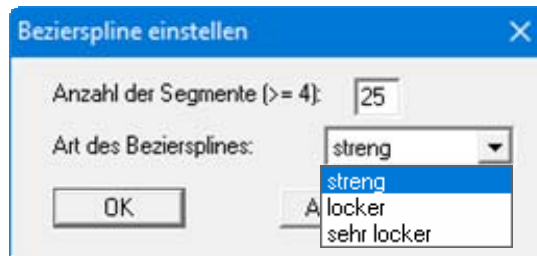 Bezierspline einstellen
Anzahl der Segmente (>= 4): 25
Art des Beziersplines: streng
streng
OK
locker
sehr locker